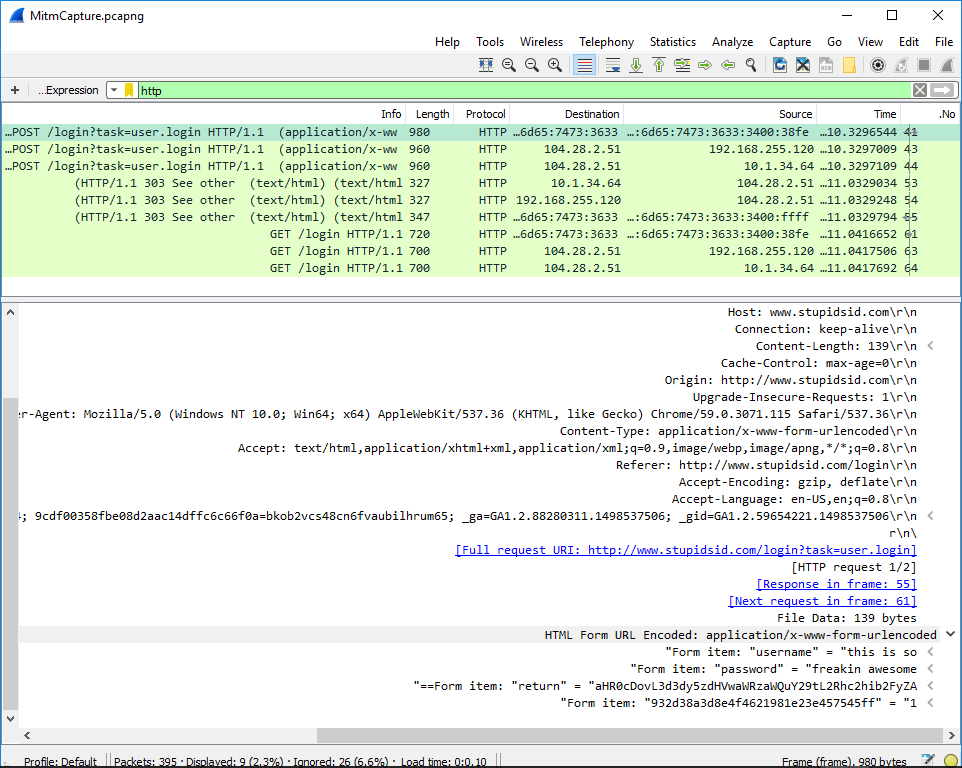 MitmCapture.pcapng
Help Tools Wireless Telephony Statistics Analyze Capture Go View Edit File
+ …Expression http
Info Length Protocol Destination Source Time .No
…POST /login?task=user.login HTTP/1.1 (application/x-ww 980 HTTP …6d65:7473:3633 …:6d65:7473:3633:3400:38fe …10.3296544 41
…POST /login?task=user.login HTTP/1.1 (application/x-ww 960 HTTP 104.28.2.51 192.168.255.120 …10.3297009 43
…POST /login?task=user.login HTTP/1.1 (application/x-ww 960 HTTP 104.28.2.51 10.1.34.64 …10.3297109 44
(HTTP/1.1 303 See other (text/html) (text/html 327 HTTP 10.1.34.64 104.28.2.51 …11.0329034 53
(HTTP/1.1 303 See other (text/html) (text/html 327 HTTP 192.168.255.120 104.28.2.51 …11.0329248 54
(HTTP/1.1 303 See other (text/html) (text/html 347 HTTP …6d65:7473:3633 …:6d65:7473:3633:3400:ffff …11.0329794 55
GET /login HTTP/1.1 720 HTTP …6d65:7473:3633 …:6d65:7473:3633:3400:38fe …11.0416652 61
GET /login HTTP/1.1 700 HTTP 104.28.2.51 192.168.255.120 …11.0417506 63
GET /login HTTP/1.1 700 HTTP 104.28.2.51 10.1.34.64 …11.0417692 64
Host: www.stupidsid.com\r\n
Connection: keep-alive\r\n
Content-Length: 139\r\n
Cache-Control: max-age=0\r\n
Origin: http://www.stupidsid.com\r\n
Upgrade-Insecure-Requests: 1\r\n
er-Agent: Mozilla/5.0 (Windows NT 10.0; Win64; x64) AppleWebKit/537.36 (KHTML, like Gecko) Chrome/59.0.3071.115 Safari/537.36\r\n
Content-Type: application/x-www-form-urlencoded\r\n
Accept: text/html,application/xhtml+xml,application/xml;q=0.9,image/webp,image/apng,*/*;q=0.8\r\n
Referer: http://www.stupidsid.com/login\r\n
Accept-Encoding: gzip, deflate\r\n
Accept-Language: en-US,en;q=0.8\r\n
; 9cdf00358fbe08d2aac14dffc6c66f0a=bkob2vcs48cn6fvaubilhrum65; _ga=GA1.2.88280311.1498537506; _gid=GA1.2.59654221.1498537506\r\n
r\n\
[Full request URI: http://www.stupidsid.com/login?task=user.login]
[HTTP request 1/2]
[Response in frame: 55]
[Next request in frame: 61]
File Data: 139 bytes
HTML Form URL Encoded: application/x-www-form-urlencoded
"Form item: "username" = "this is so
"Form item: "password" = "freakin awesome
"==Form item: "return" = "aHR0cDovL3d3dy5zdHVwaWRzaWQuY29tL2Rhc2hib2FyZA
"Form item: "932d38a3d8e4f4621981e23e457545ff" = "1
Profile: Default Packets: 395 · Displayed: 9 (2.3%) · Ignored: 26 (6.6%) · Load time: 0:0.10 Frame (frame), 980 bytes